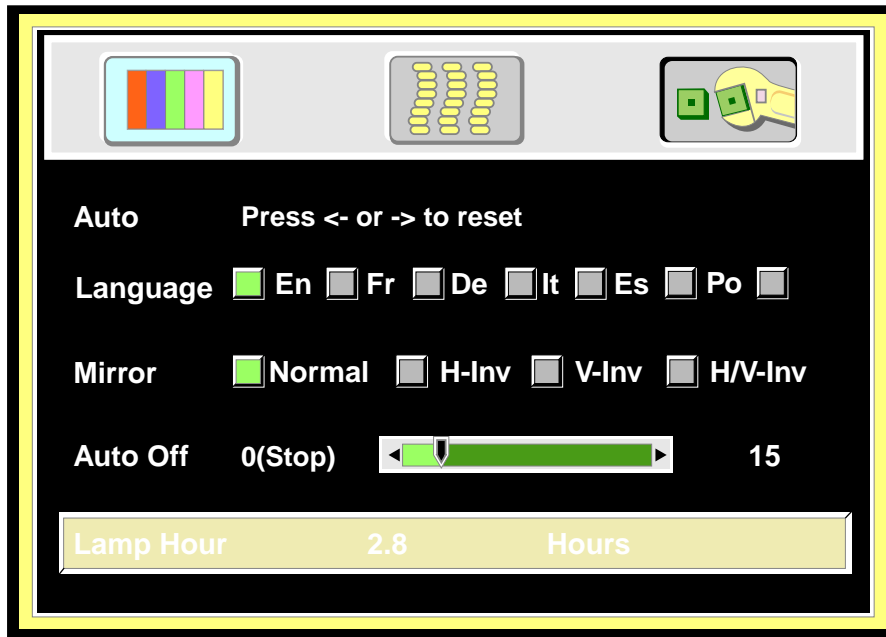 Auto Press <- or -> to reset
Language En Fr De It Es Po
Mirror Normal H-Inv V-Inv H/V-Inv
Auto Off 0(Stop) 15
Lamp Hour 2.8 Hours